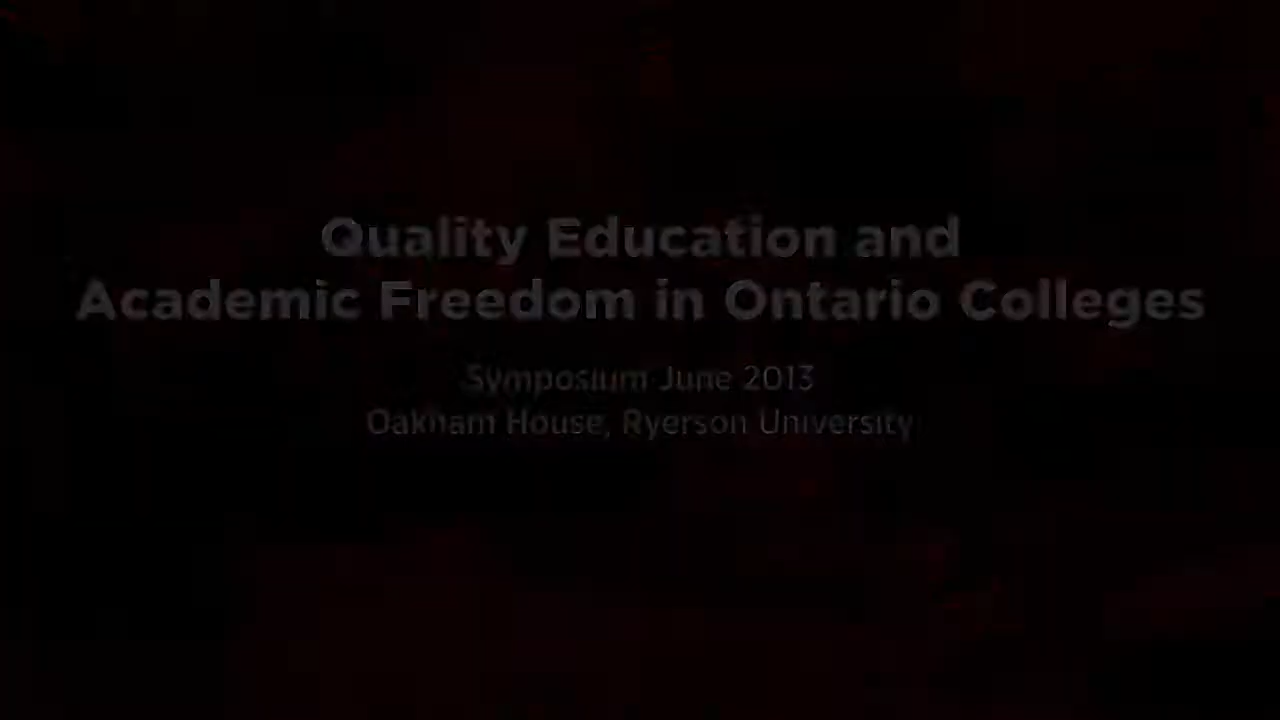 Quality Education and
Academic Freedom in Ontario Colleges
Symposium June 2013
Oakham House, Ryerson University